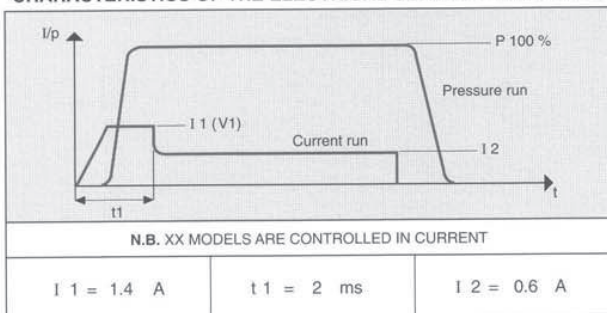 I/p
P 100 %
Pressure run
I 1 (V1)
Current run
I 2
t
t1
N.B. XX MODELS ARE CONTROLLED IN CURRENT
I 1 = 1.4 A
t 1 = 2 ms
I 2 = 0.6 A